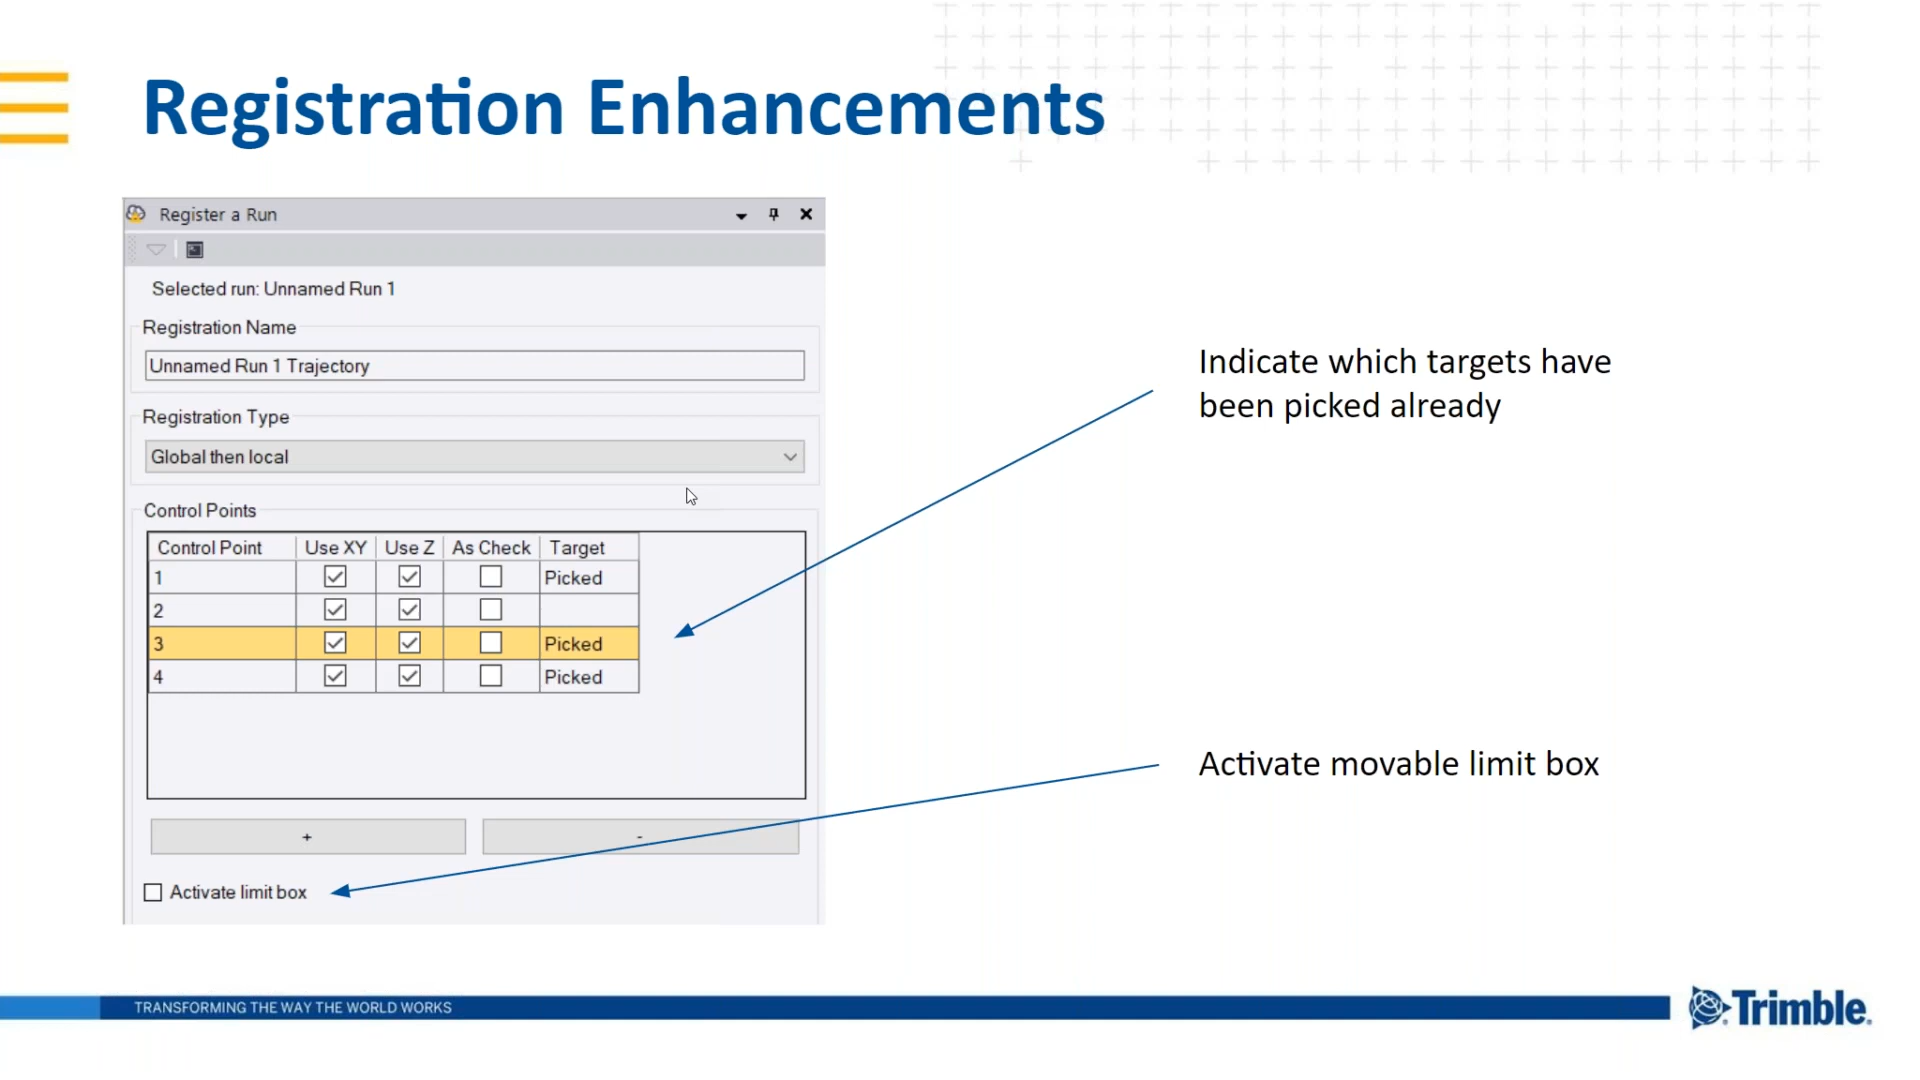 Registration Enhancements
Register a Run
Selected run: Unnamed Run 1
Registration Name
Unnamed Run 1 Trajectory
Registration Type
Global then local
Control Points
Control Point Use XY Use Z As Check Target
1 Picked
2
3 Picked
4 Picked
+ -
Activate limit box
Indicate which targets have
been picked already
Activate movable limit box
TRANSFORMING THE WAY THE WORLD WORKS
Trimble